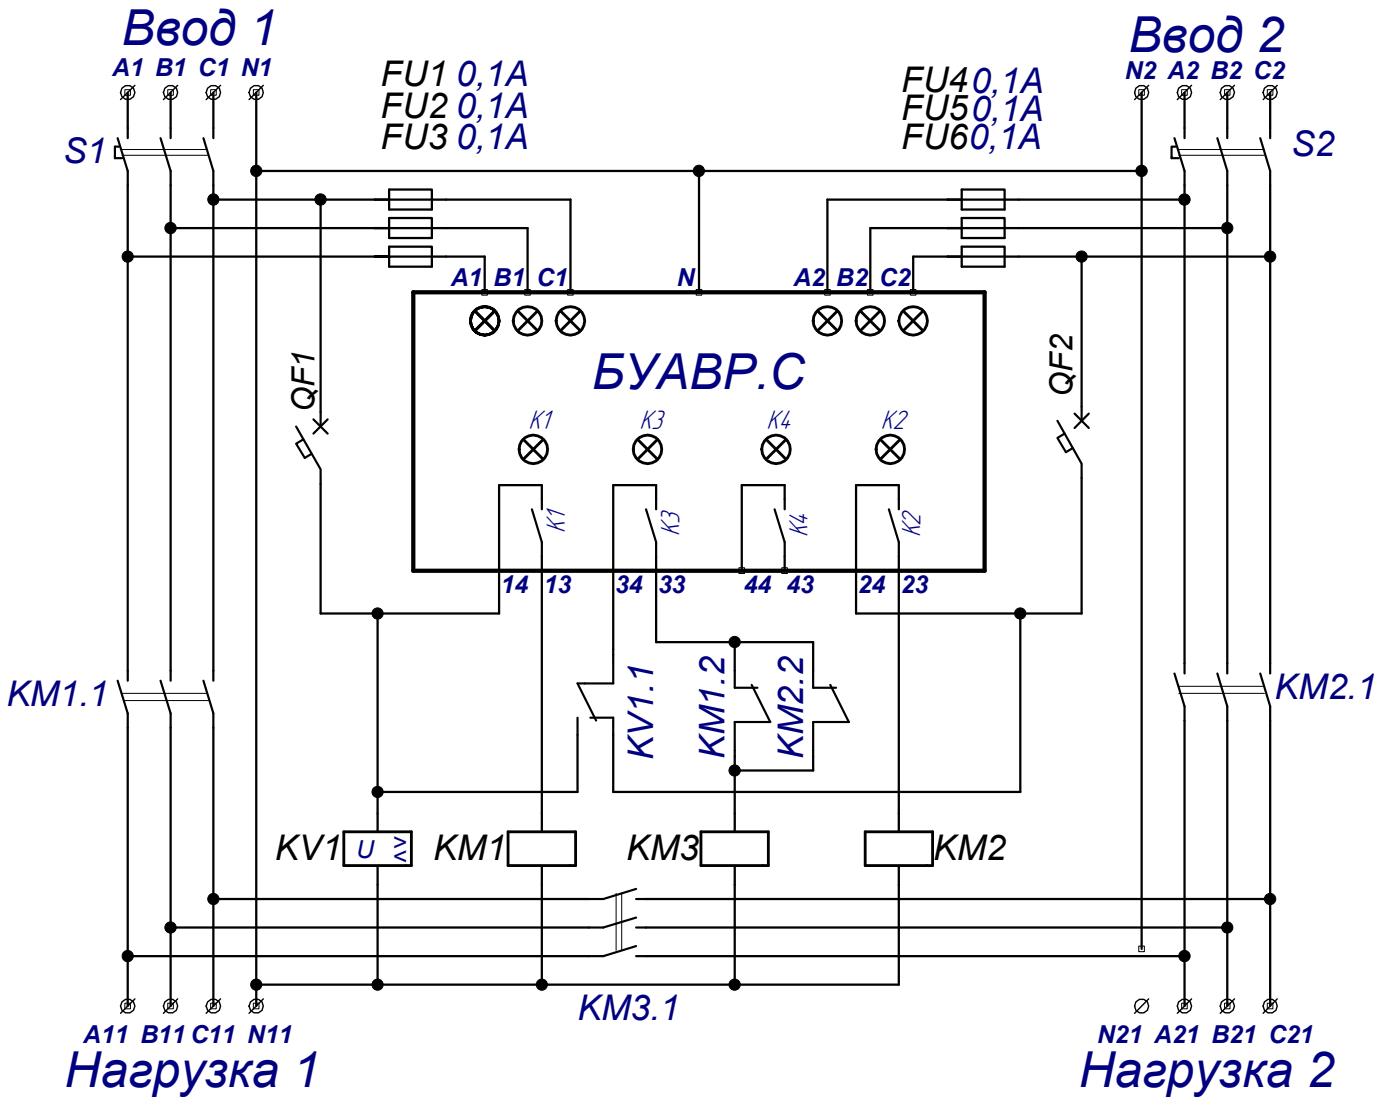 Ввод 1
Ввод 2
A1 B1 C1 N1
N2 A2 B2 C2
FU1 0,1A
FU2 0,1A
FU3 0,1A
FU4 0,1A
FU5 0,1A
FU6 0,1A
S1
S2
A1 B1 C1 N A2 B2 C2
БУАВР.С
QF1
QF2
K1 K3 K4 K2
K1 K3 K4 K2
14 13 34 33 44 43 24 23
KM1.1
KV1.1
KM1.2
KM2.2
KM2.1
KV1 U >> KM1 KM3 KM2
KM3.1
A11 B11 C11 N11
N21 A21 B21 C21
Нагрузка 1
Нагрузка 2